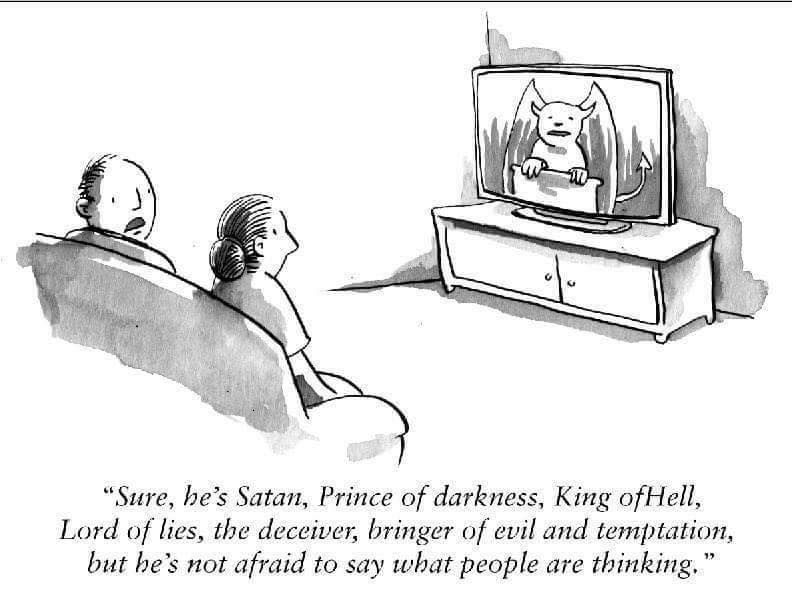 “Sure, he’s Satan, Prince of darkness, King ofHell,
Lord of lies, the deceiver, bringer of evil and temptation,
but he’s not afraid to say what people are thinking.”